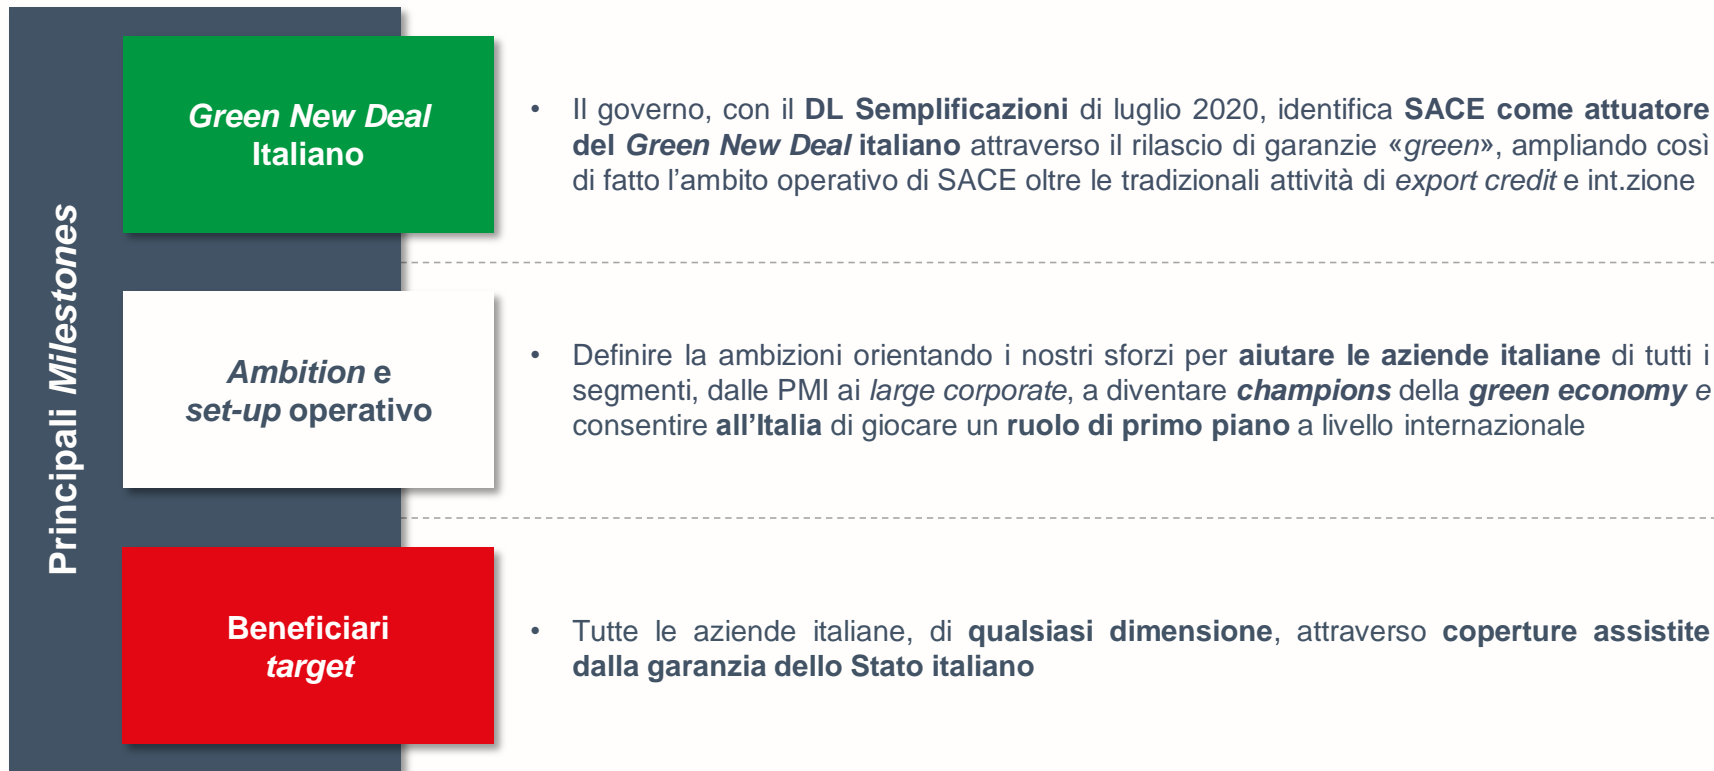 Principali Milestones
Green New Deal
Italiano
• Il governo, con il DL Semplificazioni di luglio 2020, identifica SACE come attuatore
del Green New Deal italiano attraverso il rilascio di garanzie «green», ampliando così
di fatto l’ambito operativo di SACE oltre le tradizionali attività di export credit e int.zione
Ambition e
set-up operativo
• Definire la ambizioni orientando i nostri sforzi per aiutare le aziende italiane di tutti i
segmenti, dalle PMI ai large corporate, a diventare champions della green economy e
consentire all’Italia di giocare un ruolo di primo piano a livello internazionale
Beneficiari
target
• Tutte le aziende italiane, di qualsiasi dimensione, attraverso coperture assistite
dalla garanzia dello Stato italiano